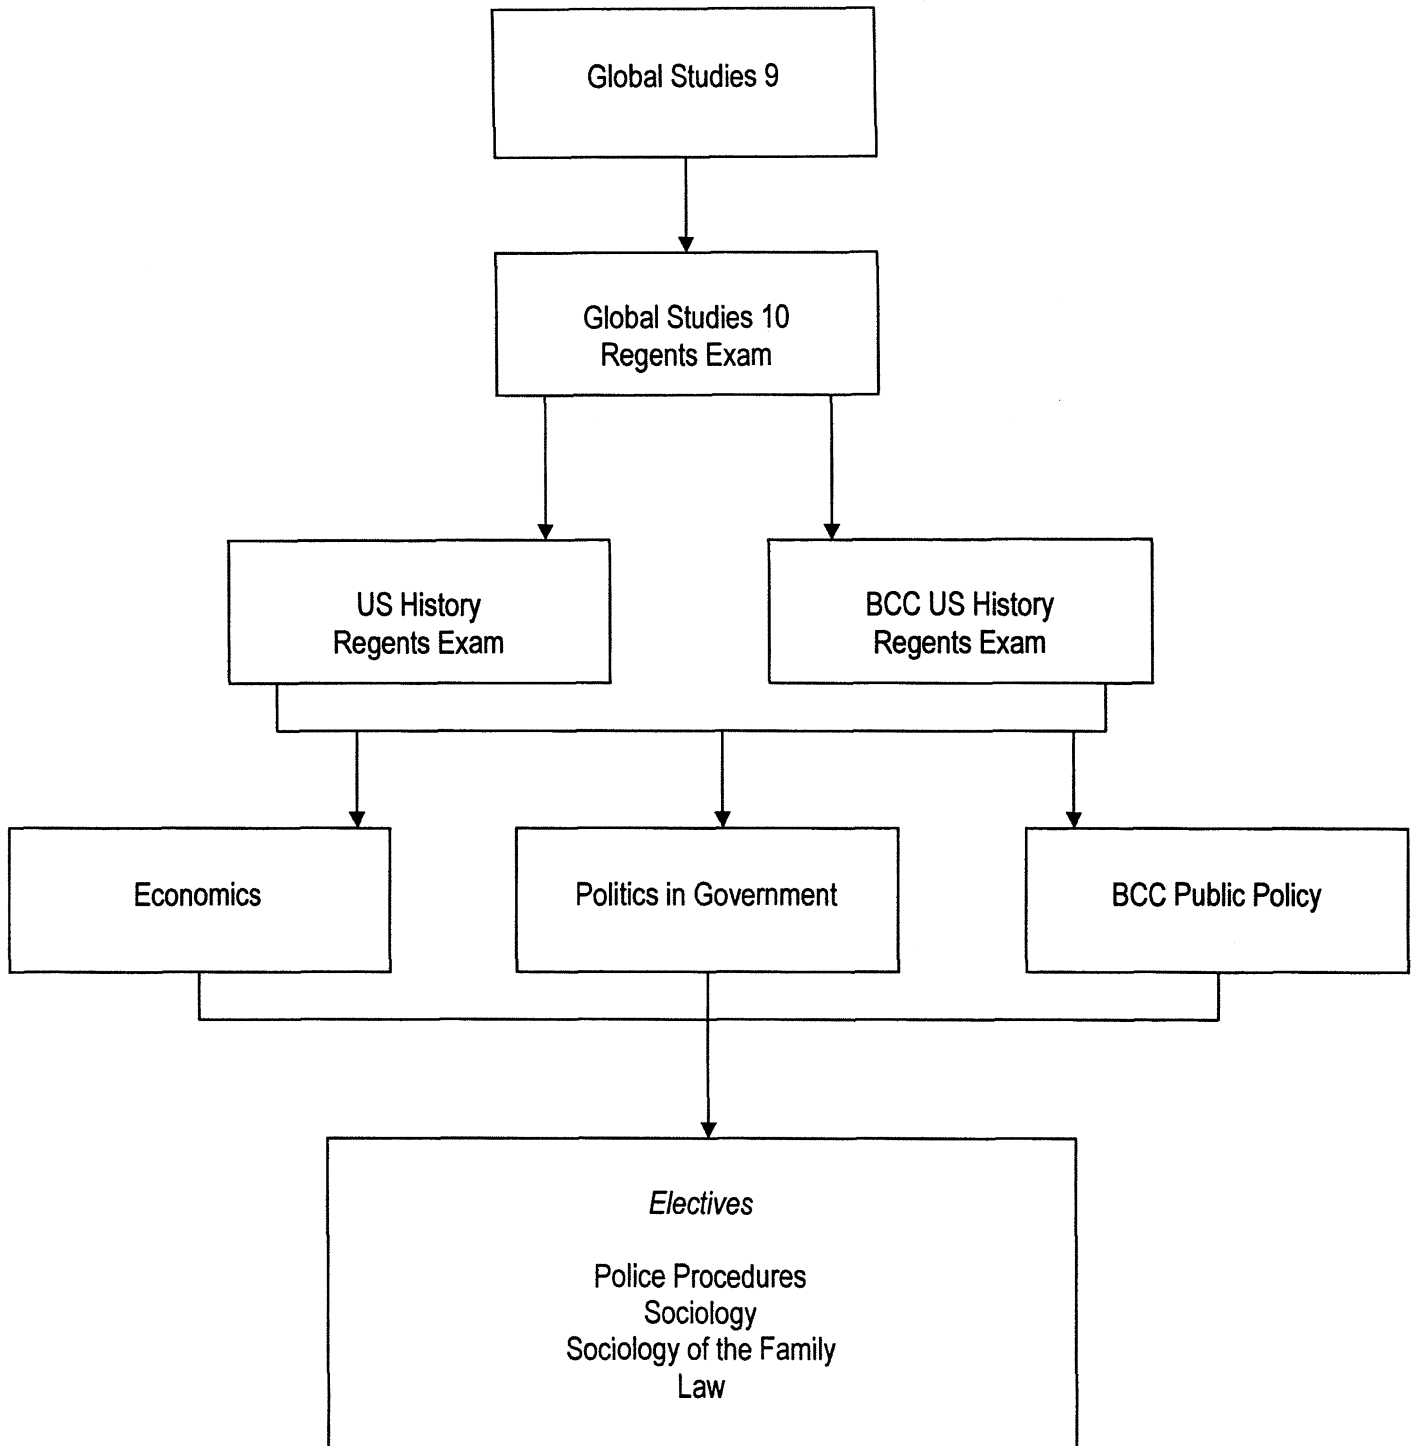 Global Studies 9
Global Studies 10
Regents Exam
US History
Regents Exam
BCC US History
Regents Exam
Economics
Politics in Government
BCC Public Policy
Electives
Police Procedures
Sociology
Sociology of the Family
Law